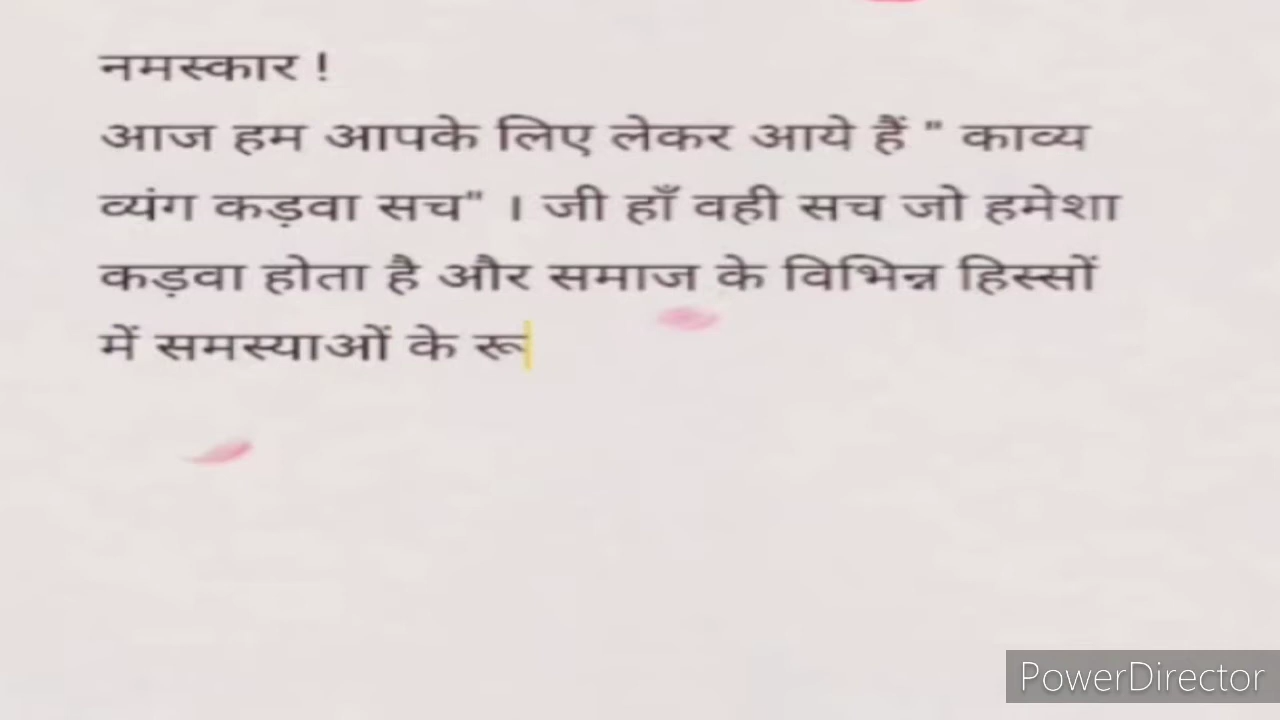 नमस्कार !
आज हम आपके लिए लेकर आये हैं " काव्य
व्यंग कड़वा सच" । जी हाँ वही सच जो हमेशा
कड़वा होता है और समाज के विभिन्न हिस्सों
में समस्याओं के रू
PowerDirector